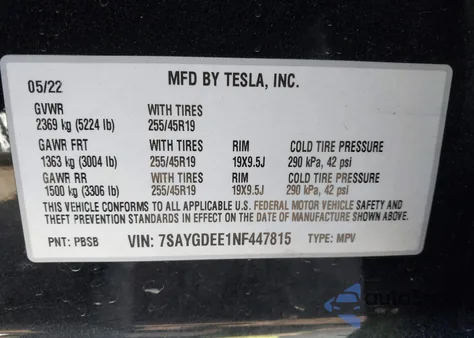 MFD BY TESLA, INC.
05/22
GVWR WITH TIRES
2369 kg (5224 lb) 255/45R19
GAWR FRT WITH TIRES RIM COLD TIRE PRESSURE
1363 kg (3004 lb) 255/45R19 19X9.5J 290 kPa, 42 psi
GAWR RR WITH TIRES RIM COLD TIRE PRESSURE
1500 kg (3306 lb) 255/45R19 19X9.5J 290 kPa, 42 psi
THIS VEHICLE CONFORMS TO ALL APPLICABLE U.S. FEDERAL MOTOR VEHICLE SAFETY
AND THEFT PREVENTION STANDARDS IN EFFECT ON THE DATE OF MANUFACTURE SHOWN ABOVE.
PNT: PBSB VIN: 7SAYGDEE1NF447815 TYPE: MPV